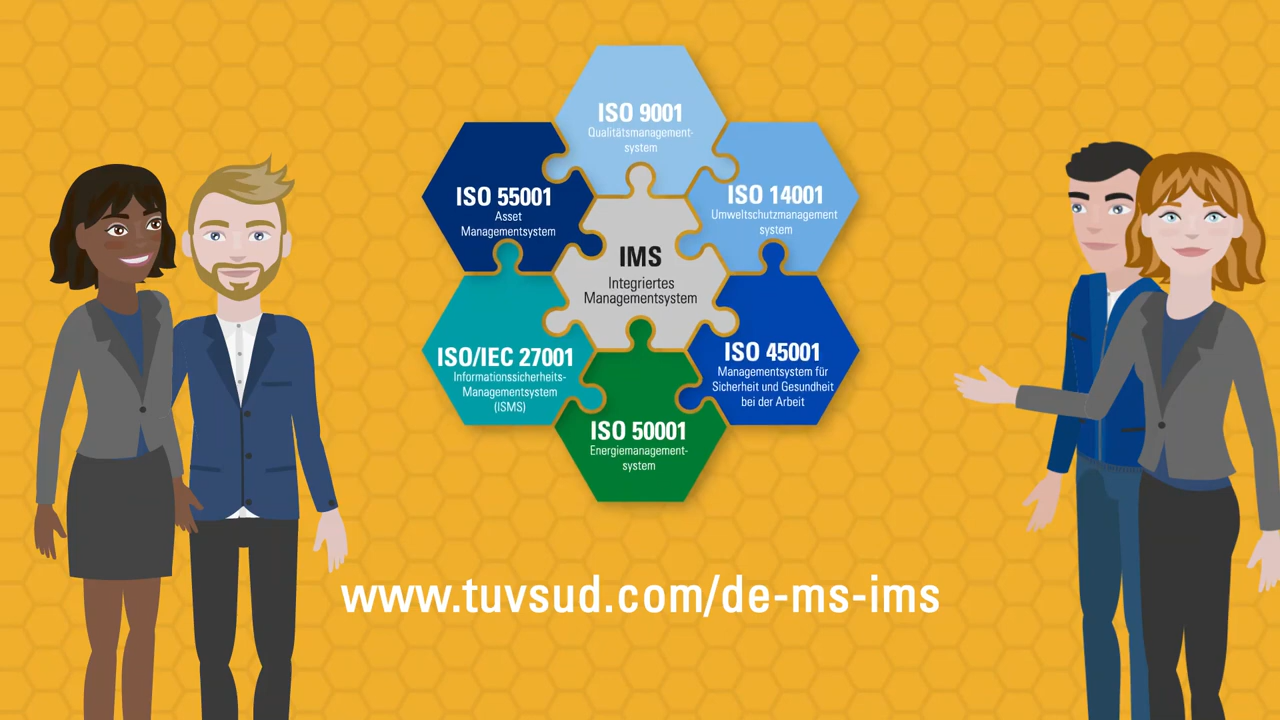 ISO 9001
Qualitätsmanagement-
system
ISO 55001
Asset
Managementsystem
ISO 14001
Umweltschutzmanagement
system
IMS
Integriertes
Managementsystem
ISO/IEC 27001
Informationssicherheits-
Managementsystem
(ISMS)
ISO 45001
Managementsystem für
Sicherheit und Gesundheit
bei der Arbeit
ISO 50001
Energiemanagement-
system
www.tuvsud.com/de-ms-ims